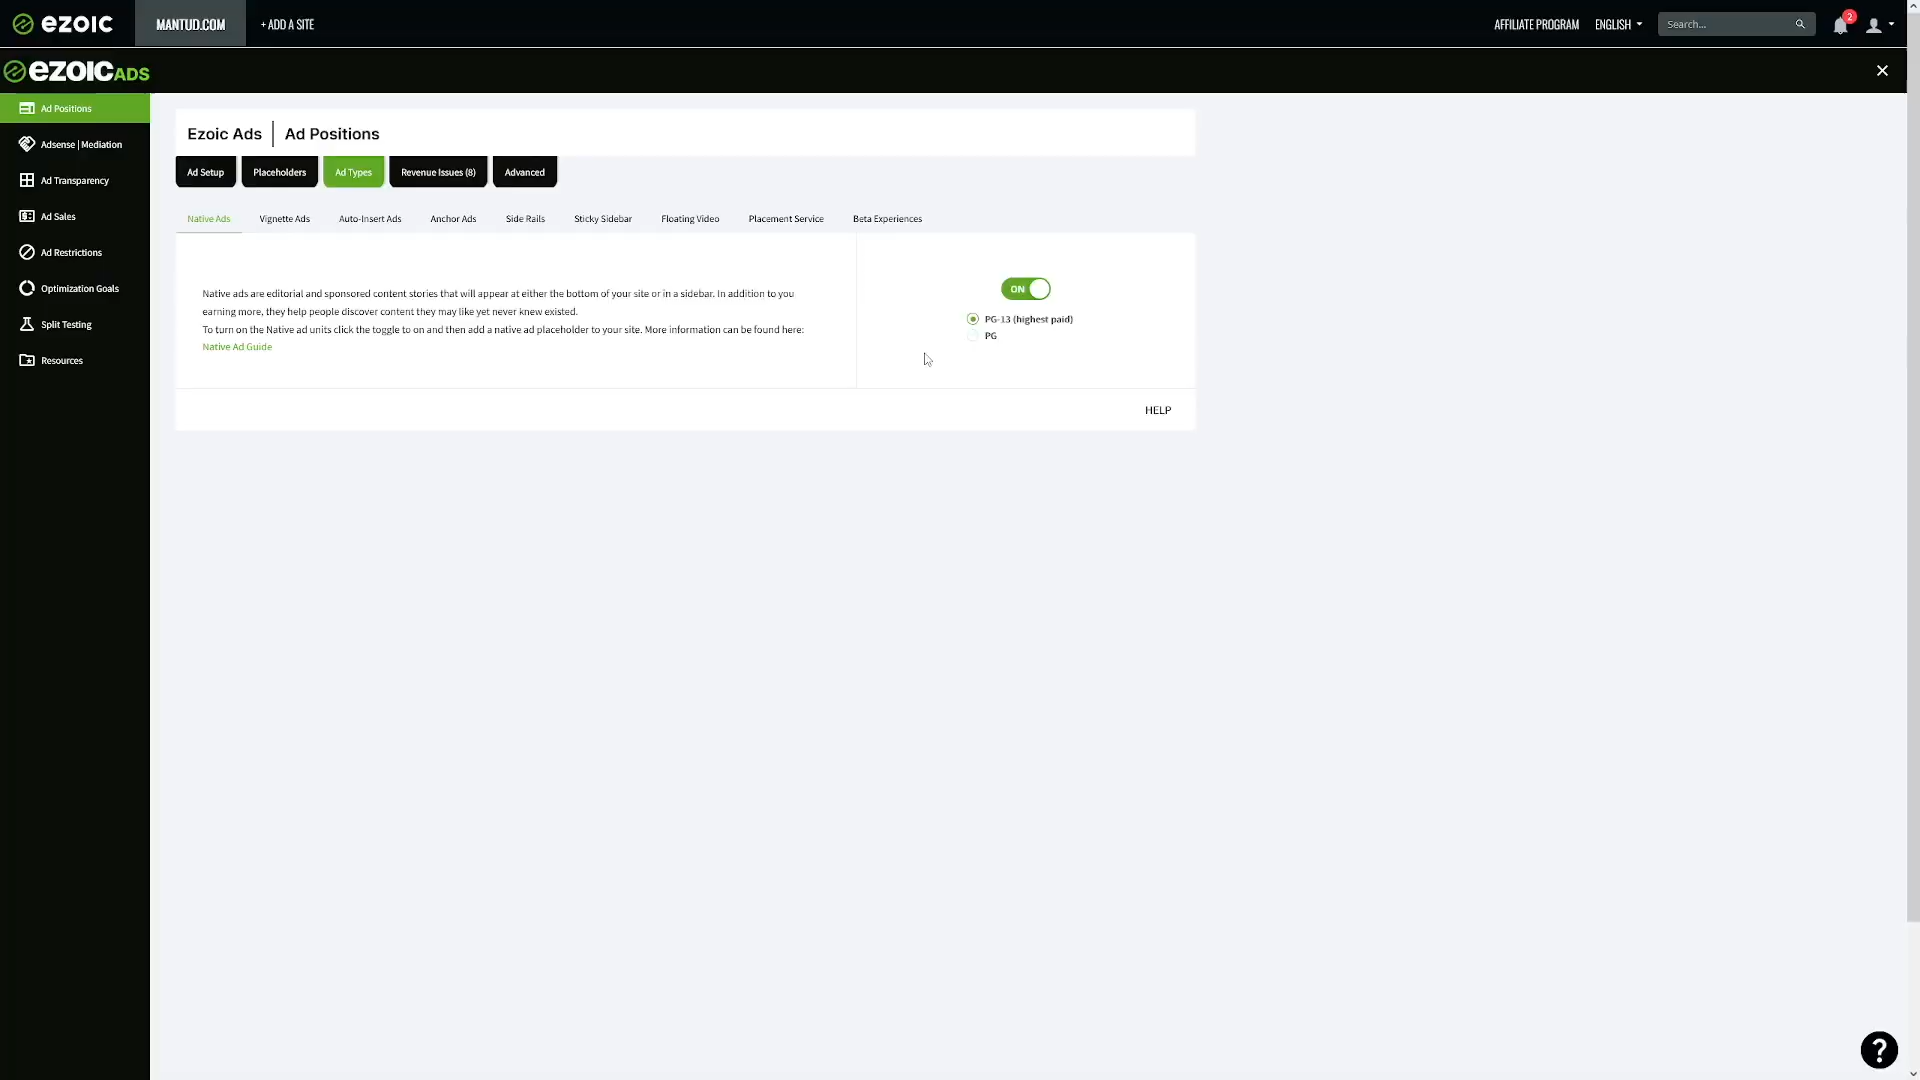 ezoic
MANTUD.COM
+ ADD A SITE
AFFILIATE PROGRAM
ENGLISH
Search...
2
ezoic ADS
Ad Positions
Adsense | Mediation
Ad Transparency
Ad Sales
Ad Restrictions
Optimization Goals
Split Testing
Resources
Ezoic Ads
Ad Positions
Ad Setup
Placeholders
Ad Types
Revenue Issues (8)
Advanced
Native Ads
Vignette Ads
Auto-Insert Ads
Anchor Ads
Side Rails
Sticky Sidebar
Floating Video
Placement Service
Beta Experiences
Native ads are editorial and sponsored content stories that will appear at either the bottom of your site or in a sidebar. In addition to you
earning more, they help people discover content they may like yet never knew existed.
To turn on the Native ad units click the toggle to on and then add a native ad placeholder to your site. More information can be found here:
Native Ad Guide
ON
PG-13 (highest paid)
PG
HELP
?